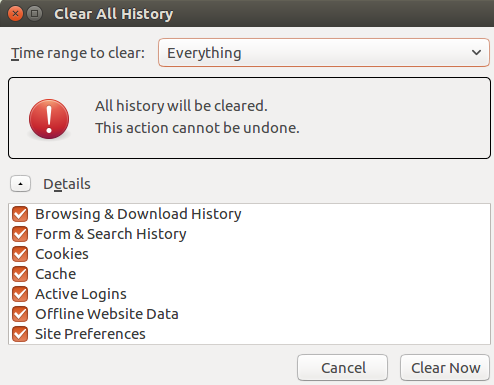 Clear All History
Time range to clear: Everything
All history will be cleared.
This action cannot be undone.
Details
Browsing & Download History
Form & Search History
Cookies
Cache
Active Logins
Offline Website Data
Site Preferences
Cancel Clear Now